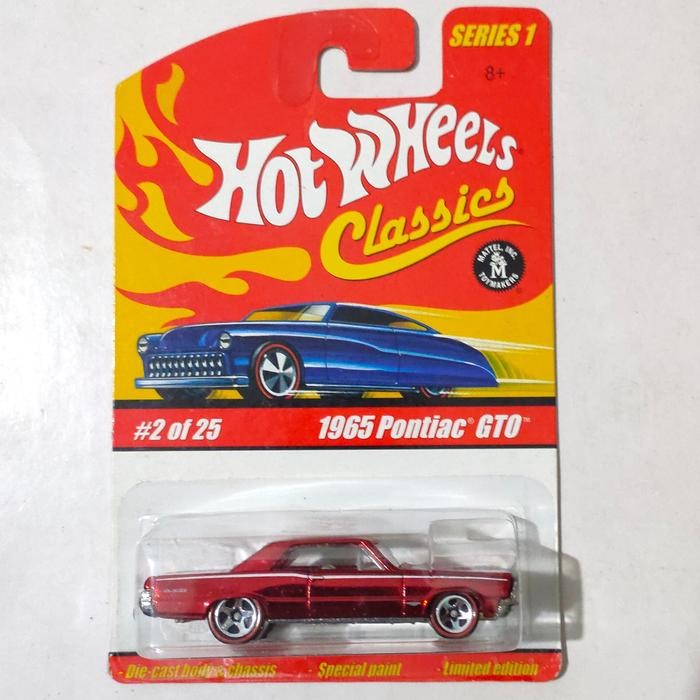 SERIES 1
8+
HOT WHEELS
Classics
MATTEL, INC.
M
TOYMAKERS
#2 of 25
1965 Pontiac® GTO™
- Die-cast body & chassis - Special paint - Limited edition